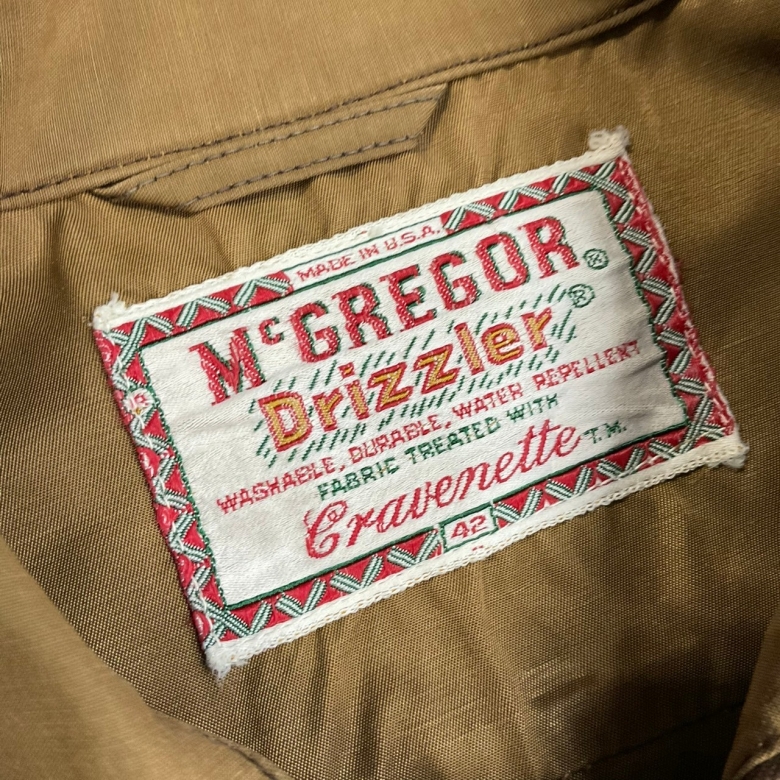 MADE IN U.S.A.
McGREGOR®
Drizzler®
WASHABLE, DURABLE, WATER REPELLENT
FABRIC TREATED WITH
Cravenette T.M.
42